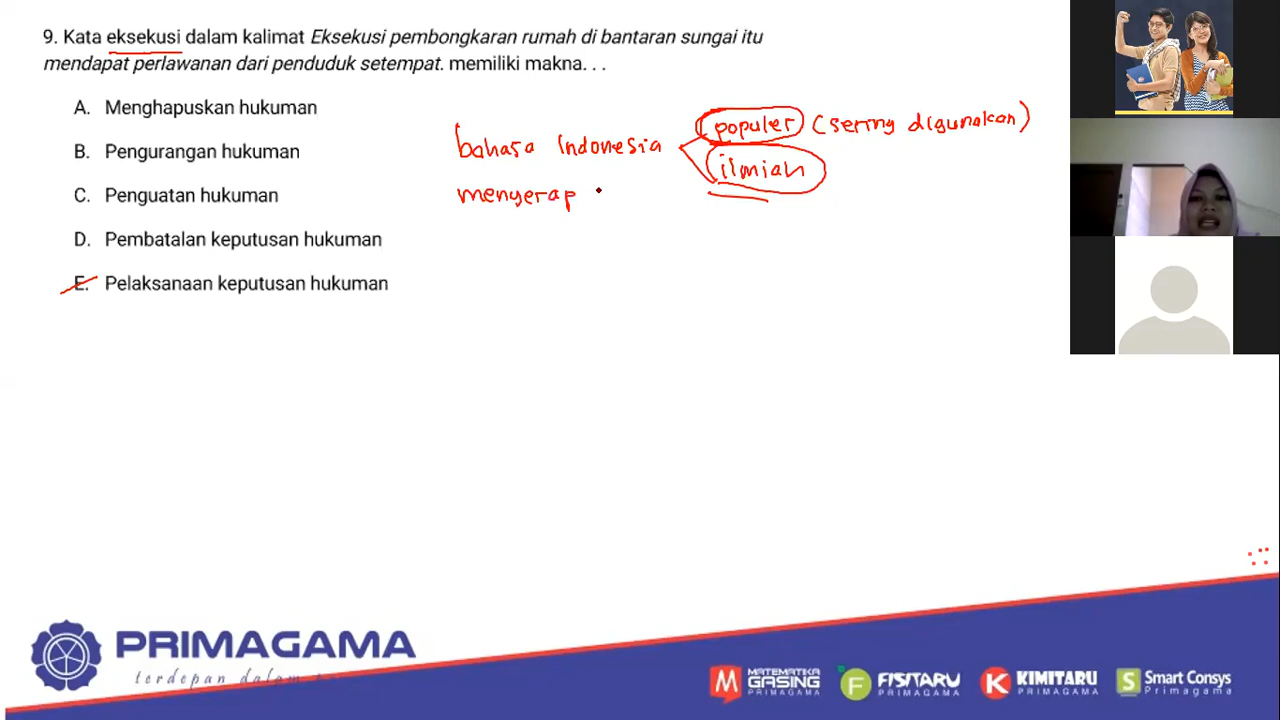 9. Kata eksekusi dalam kalimat Eksekusi pembongkaran rumah di bantaran sungai itu
mendapat perlawanan dari penduduk setempat. memiliki makna. . .
A. Menghapuskan hukuman
B. Pengurangan hukuman
C. Penguatan hukuman
D. Pembatalan keputusan hukuman
E. Pelaksanaan keputusan hukuman
bahasa Indonesia
populer (sering digunakan)
ilmiah
menyerap
PRIMAGAMA
terdepan dalam
MATEMATIKA
GASING
PRIMAGAMA
FISITARU
PRIMAGAMA
KIMITARU
PRIMAGAMA
Smart Consys
Primagama